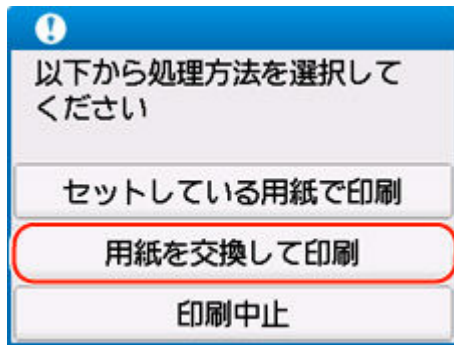 以下から処理方法を選択して
ください
セットしている用紙で印刷
用紙を交換して印刷
印刷中止